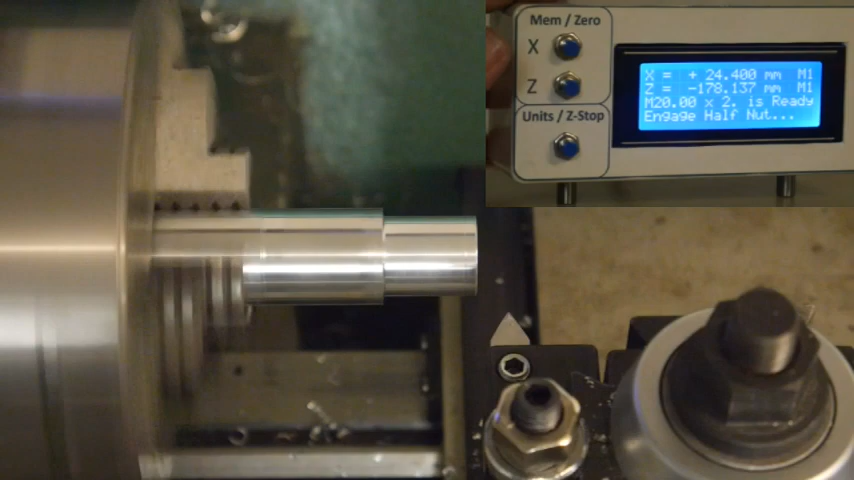 Mem / Zero
X
Z
Units / Z-Stop
X = + 24.400 mm M1
Z = -178.137 mm M1
M20.00 x 2. is Ready
Engage Half Nut...